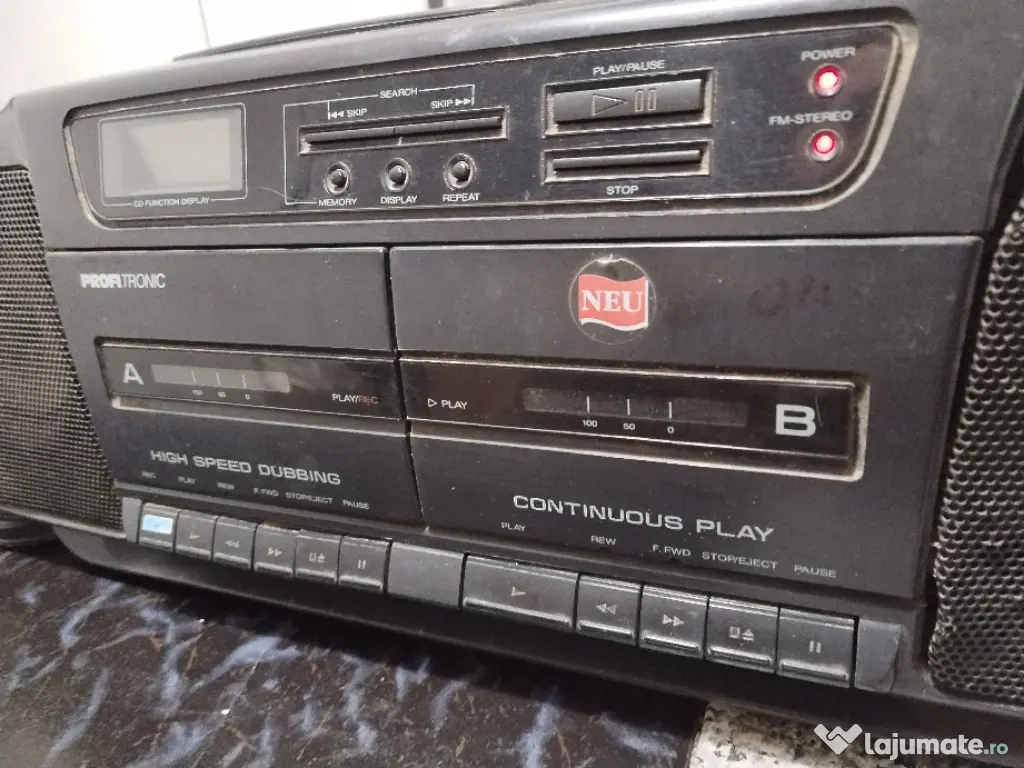 POWER
PLAY/PAUSE
SEARCH
SKIP
SKIP
FM-STEREO
STOP
MEMORY
DISPLAY
REPEAT
CD FUNCTION DISPLAY
PROFITRONIC
NEU
A
100 50 0
PLAY/REC
PLAY
100 50 0
B
HIGH SPEED DUBBING
REC PLAY REW F.FWD STOP/EJECT PAUSE
CONTINUOUS PLAY
PLAY REW F.FWD STOP/EJECT PAUSE
lajumate.ro